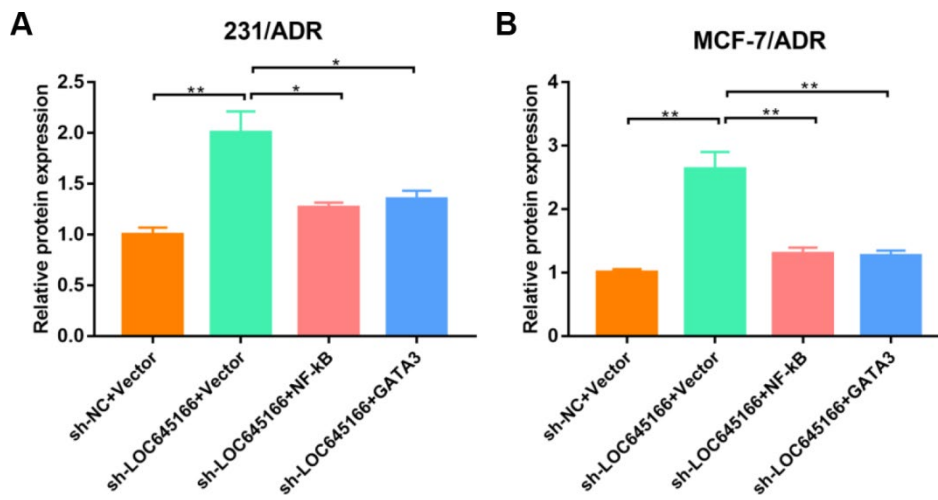 A
231/ADR
Relative protein expression
2.5
2.0
1.5
1.0
0.5
0.0
**
*
*
sh-NC+Vector
sh-LOC645166+Vector
sh-LOC645166+NF-kB
sh-LOC645166+GATA3
B
MCF-7/ADR
Relative protein expression
4
3
2
1
0
**
**
**
sh-NC+Vector
sh-LOC645166+Vector
sh-LOC645166+NF-kB
sh-LOC645166+GATA3